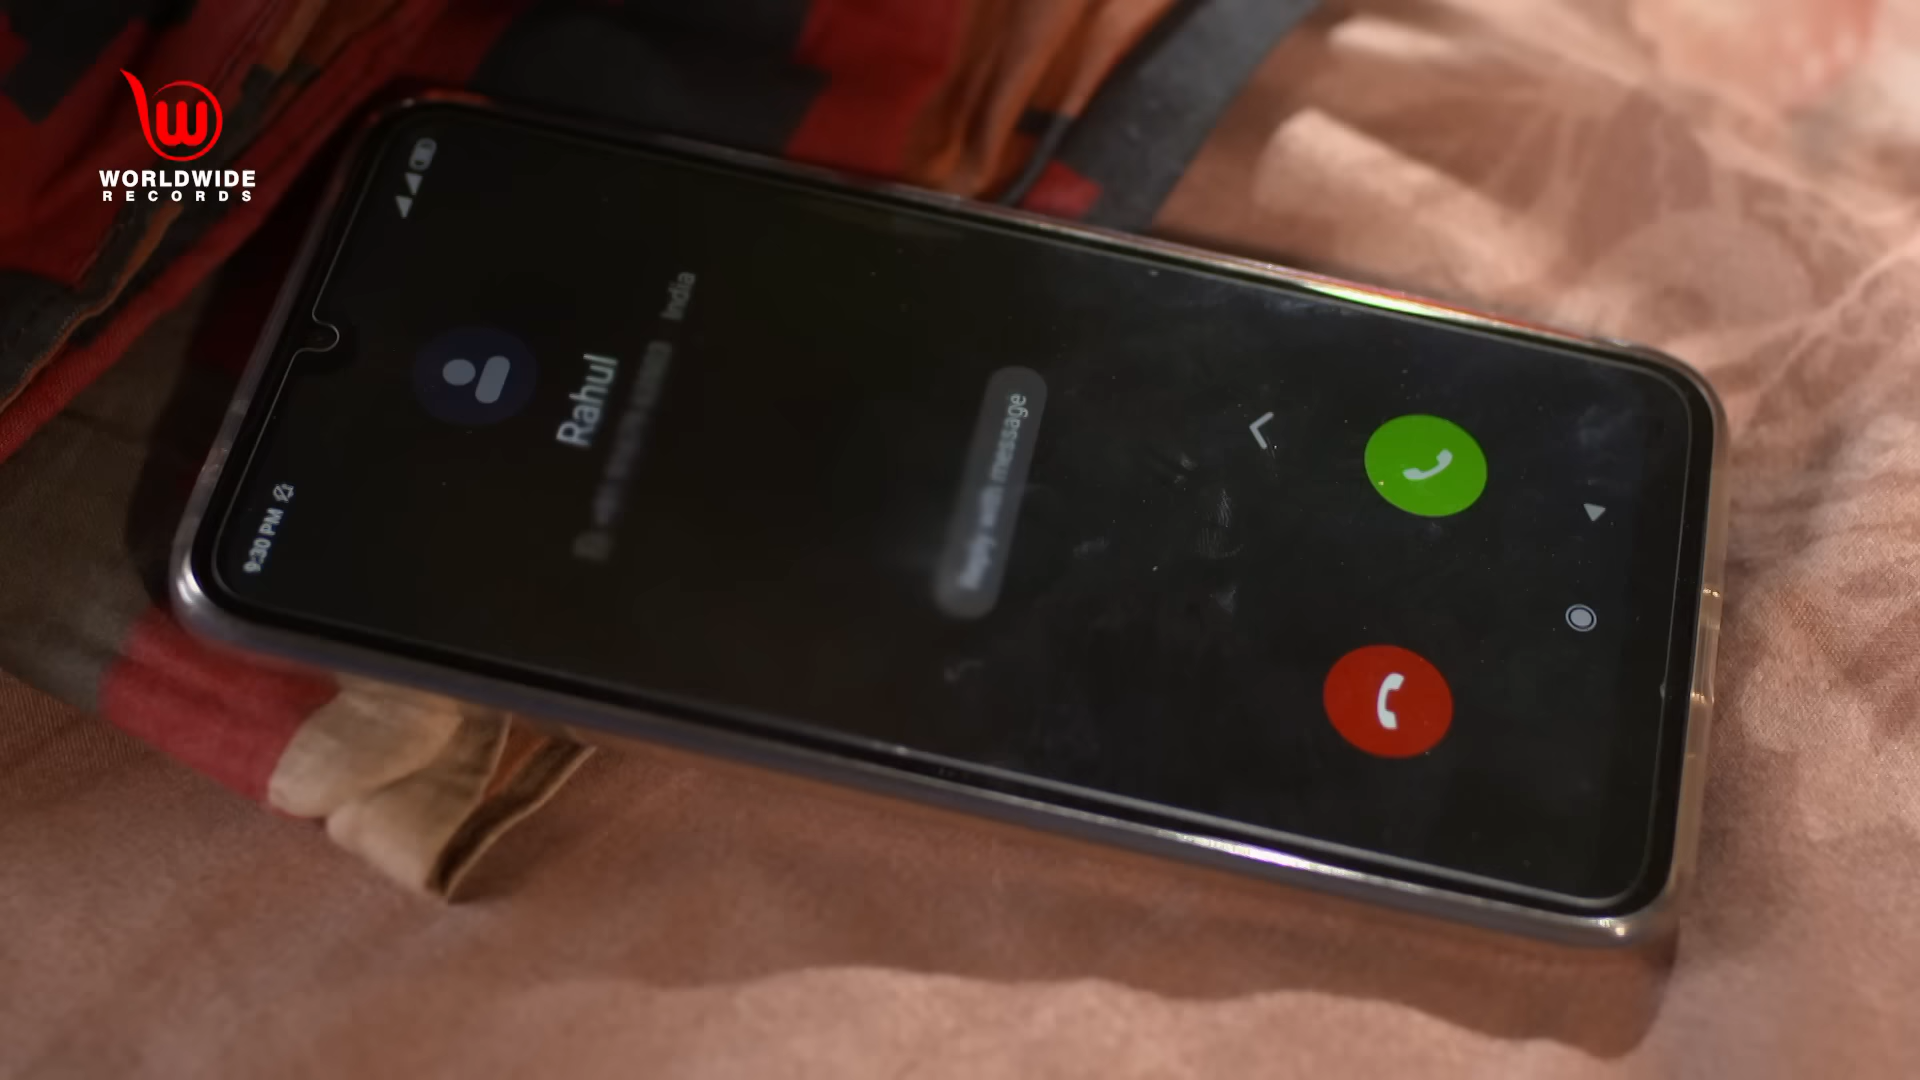 WORLDWIDE
RECORDS
9:30 PM
Rahul
India
Reply with message